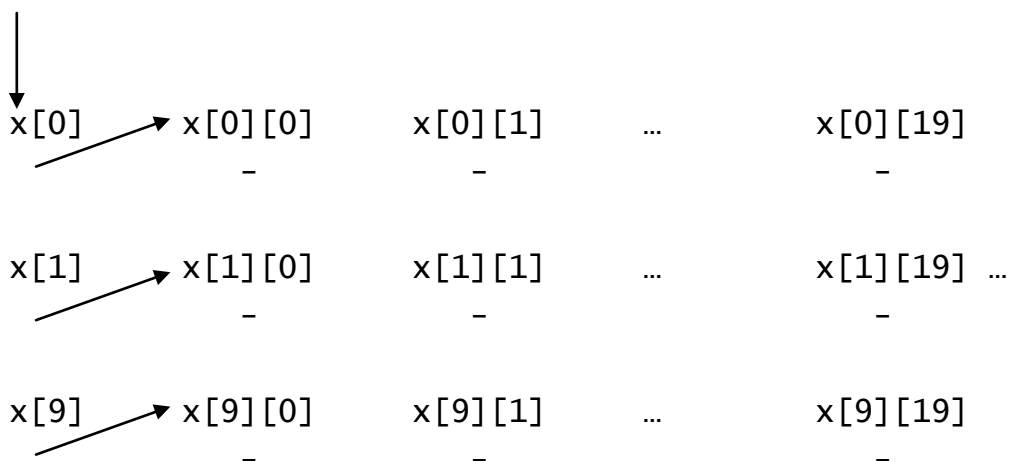 x[0] x[0][0] x[0][1] … x[0][19]
– – –
x[1] x[1][0] x[1][1] … x[1][19] …
– – –
x[9] x[9][0] x[9][1] … x[9][19]
– – –